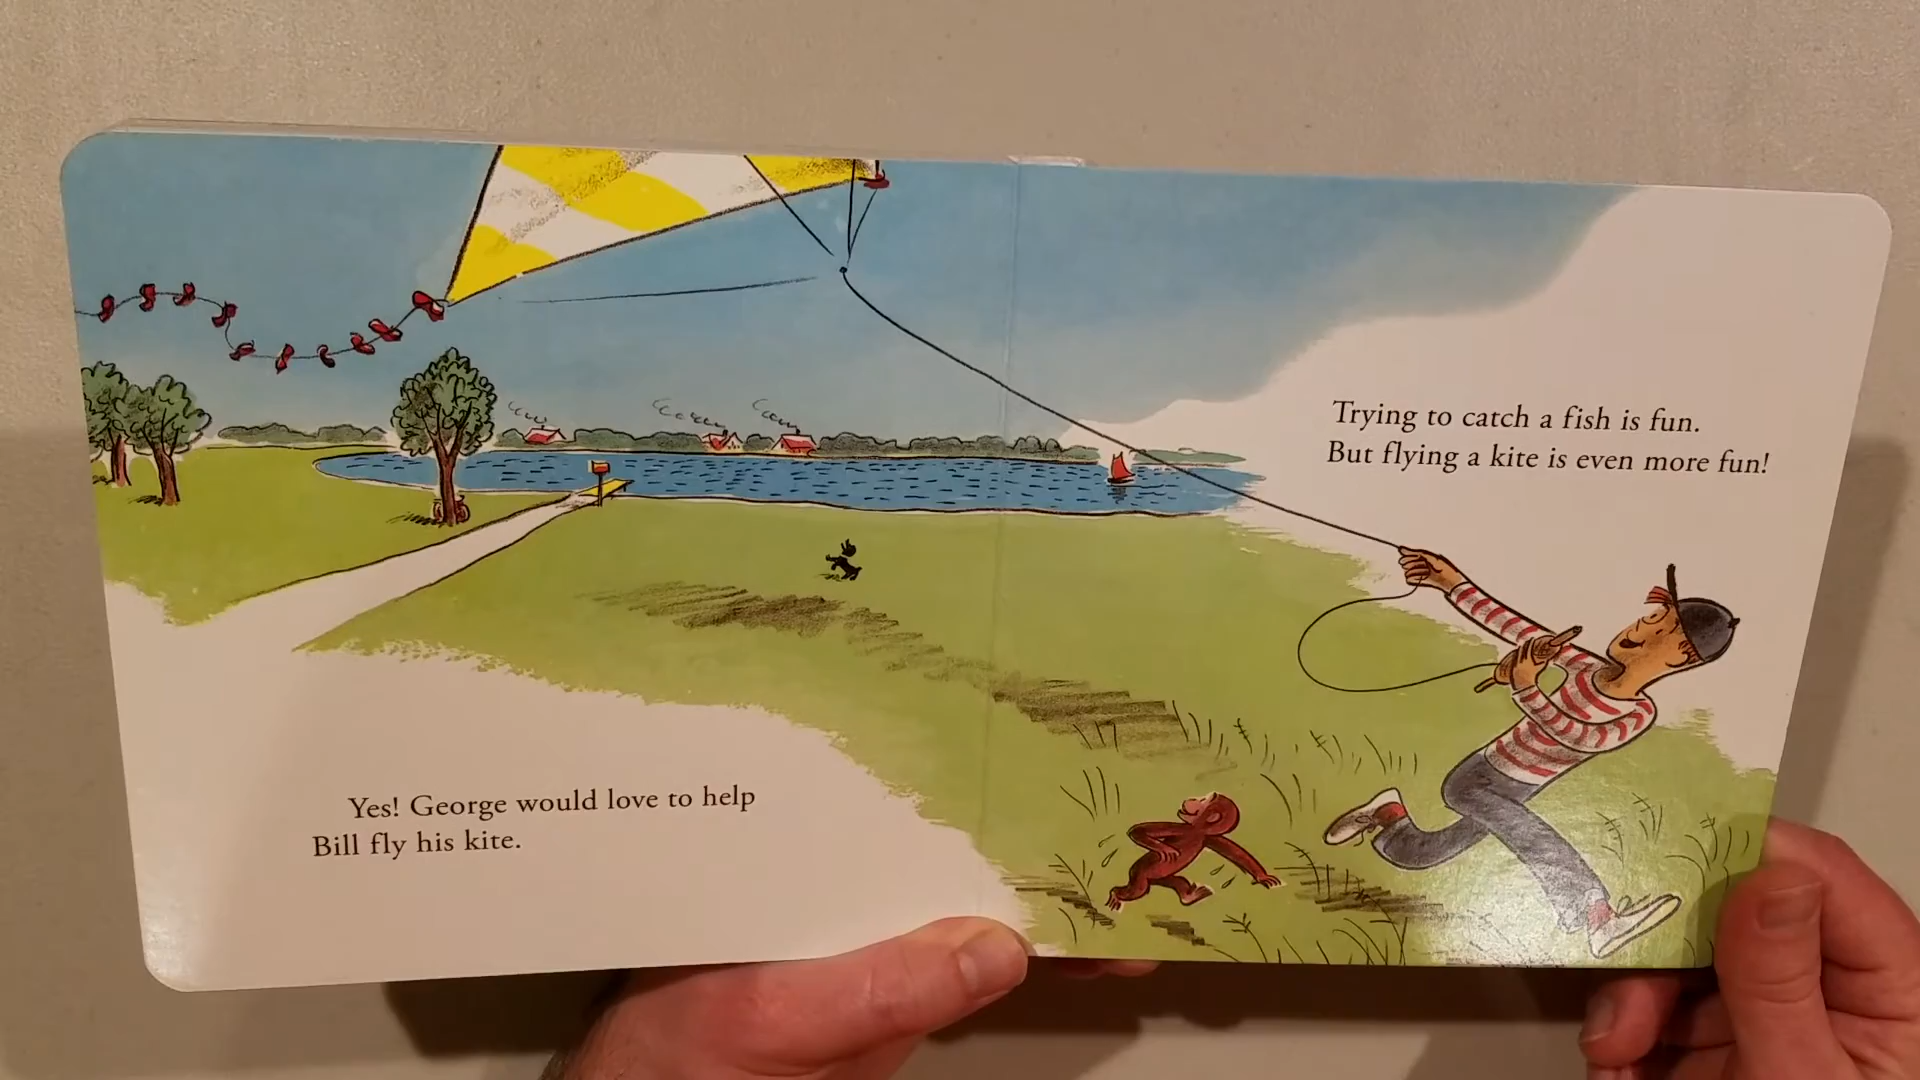 Yes! George would love to help
Bill fly his kite.
Trying to catch a fish is fun.
But flying a kite is even more fun!